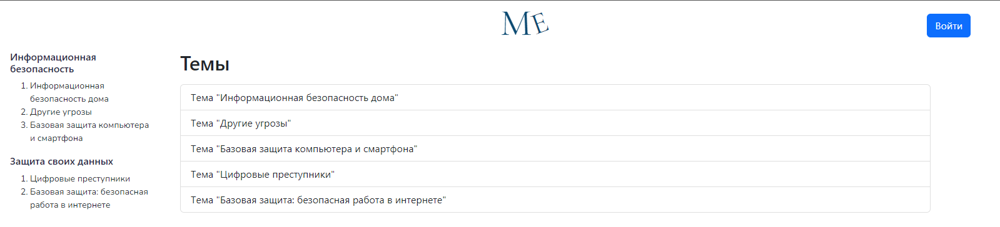 ME
Войти
Информационная
безопасность
1. Информационная
безопасность дома
2. Другие угрозы
3. Базовая защита компьютера
и смартфона
Защита своих данных
1. Цифровые преступники
2. Базовая защита: безопасная
работа в интернете
Темы
Тема "Информационная безопасность дома"
Тема "Другие угрозы"
Тема "Базовая защита компьютера и смартфона"
Тема "Цифровые преступники"
Тема "Базовая защита: безопасная работа в интернете"